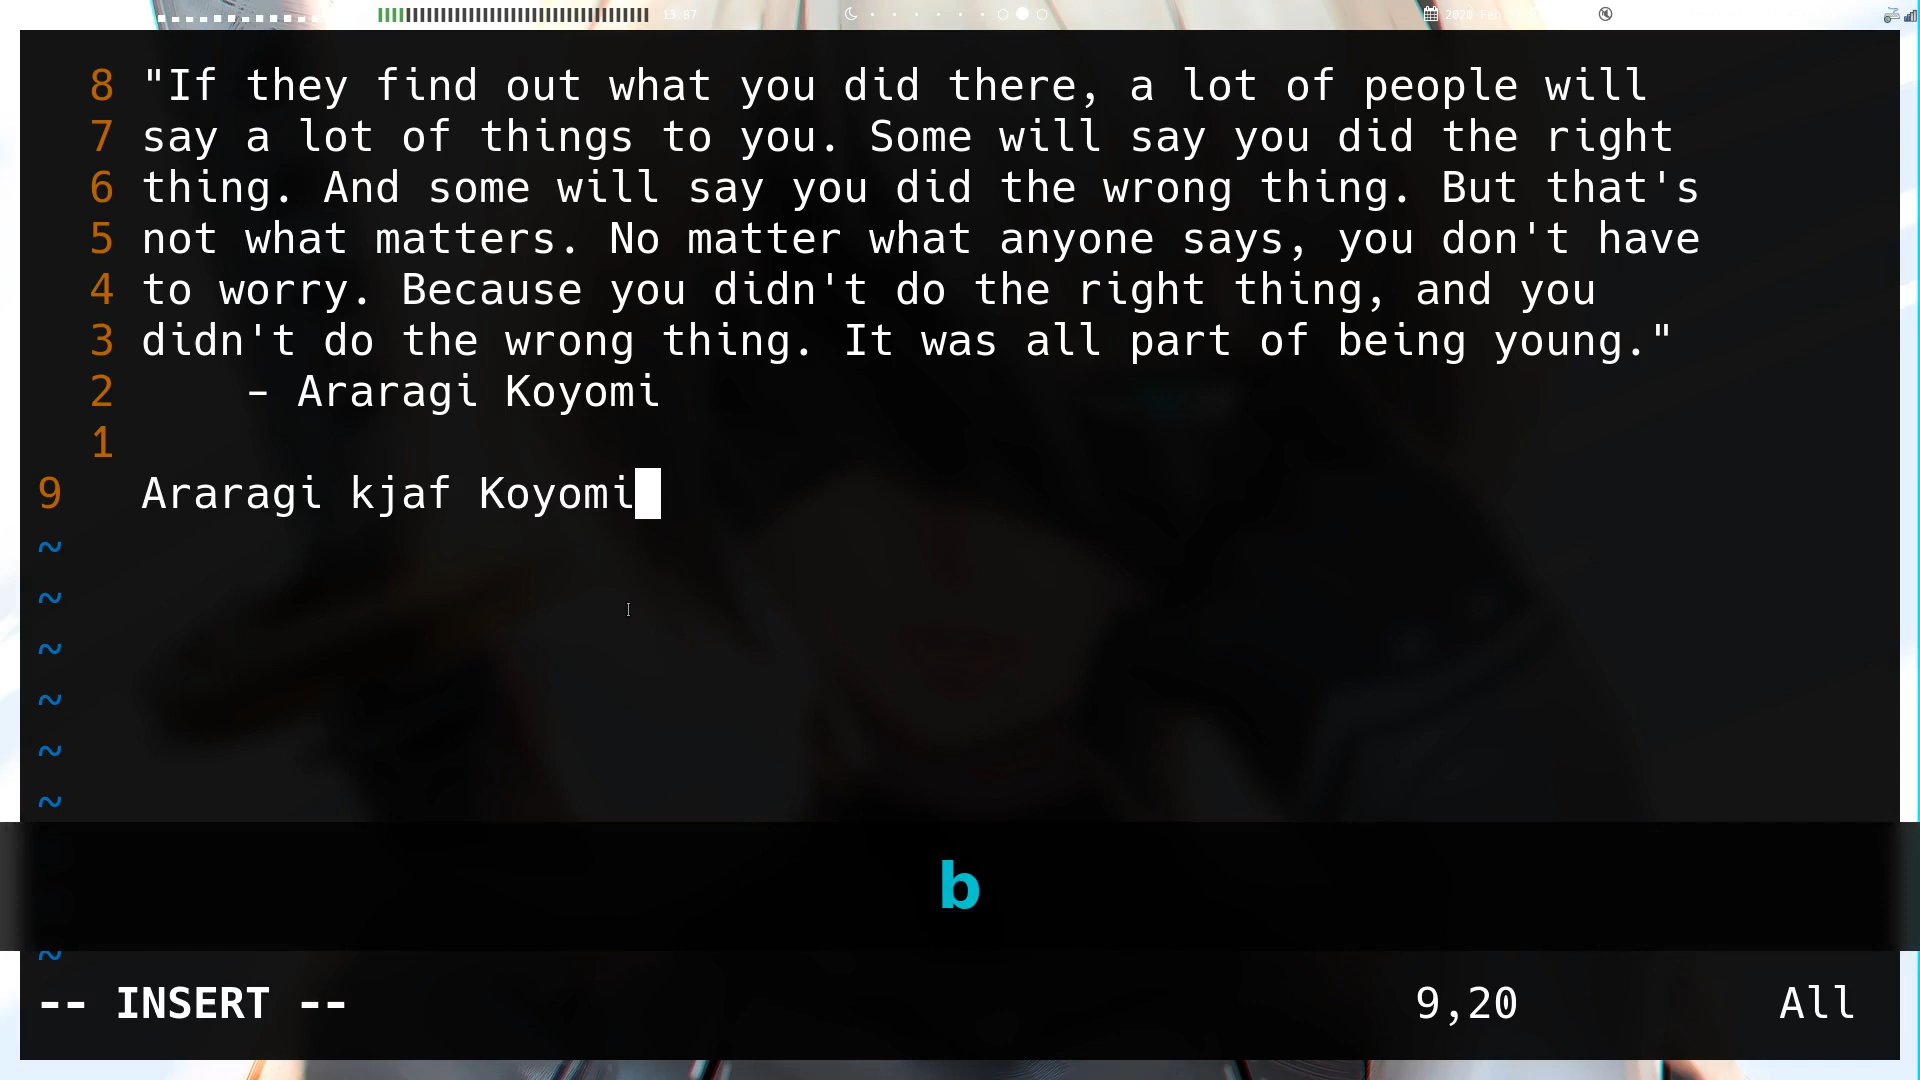 8 "If they find out what you did there, a lot of people will
7 say a lot of things to you. Some will say you did the right
6 thing. And some will say you did the wrong thing. But that's
5 not what matters. No matter what anyone says, you don't have
4 to worry. Because you didn't do the right thing, and you
3 didn't do the wrong thing. It was all part of being young."
2 - Araragi Koyomi
1
9 Araragi kjaf Koyomi
~
~
~
~
~
~
b
~
-- INSERT -- 9,20 All